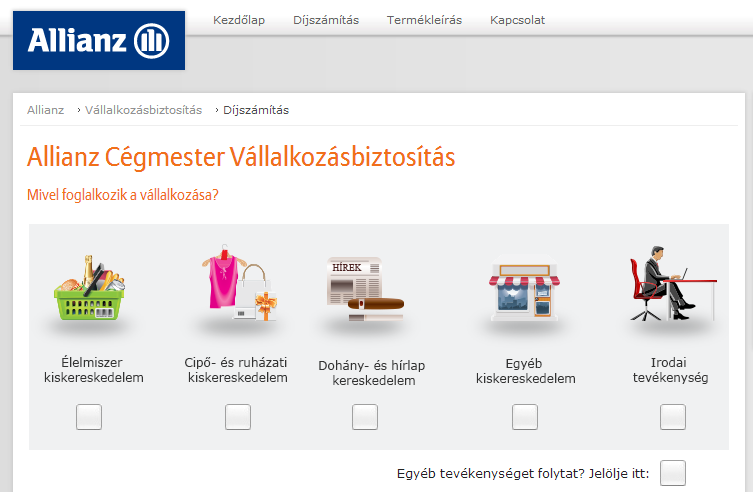 Allianz
Kezdőlap Díjszámítás Termékleírás Kapcsolat
Allianz › Vállalkozásbiztosítás › Díjszámítás
Allianz Cégmester Vállalkozásbiztosítás
Mivel foglalkozik a vállalkozása?
HÍREK
Élelmiszer
kiskereskedelem
Cipő- és ruházati
kiskereskedelem
Dohány- és hírlap
kereskedelem
Egyéb
kiskereskedelem
Irodai
tevékenység
Egyéb tevékenységet folytat? Jelölje itt: